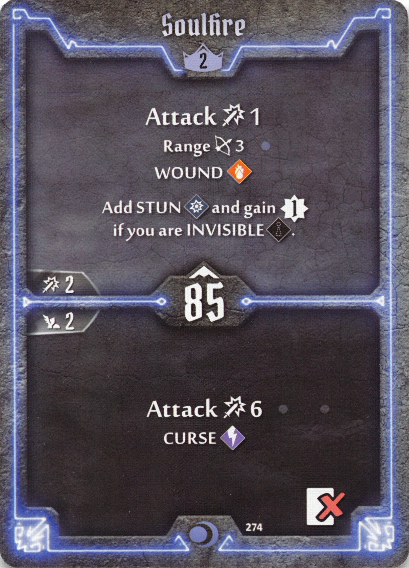 Soulfire
2
Attack 1
Range 3
WOUND
Add STUN and gain 1
if you are INVISIBLE.
2
85
2
Attack 6
CURSE
274